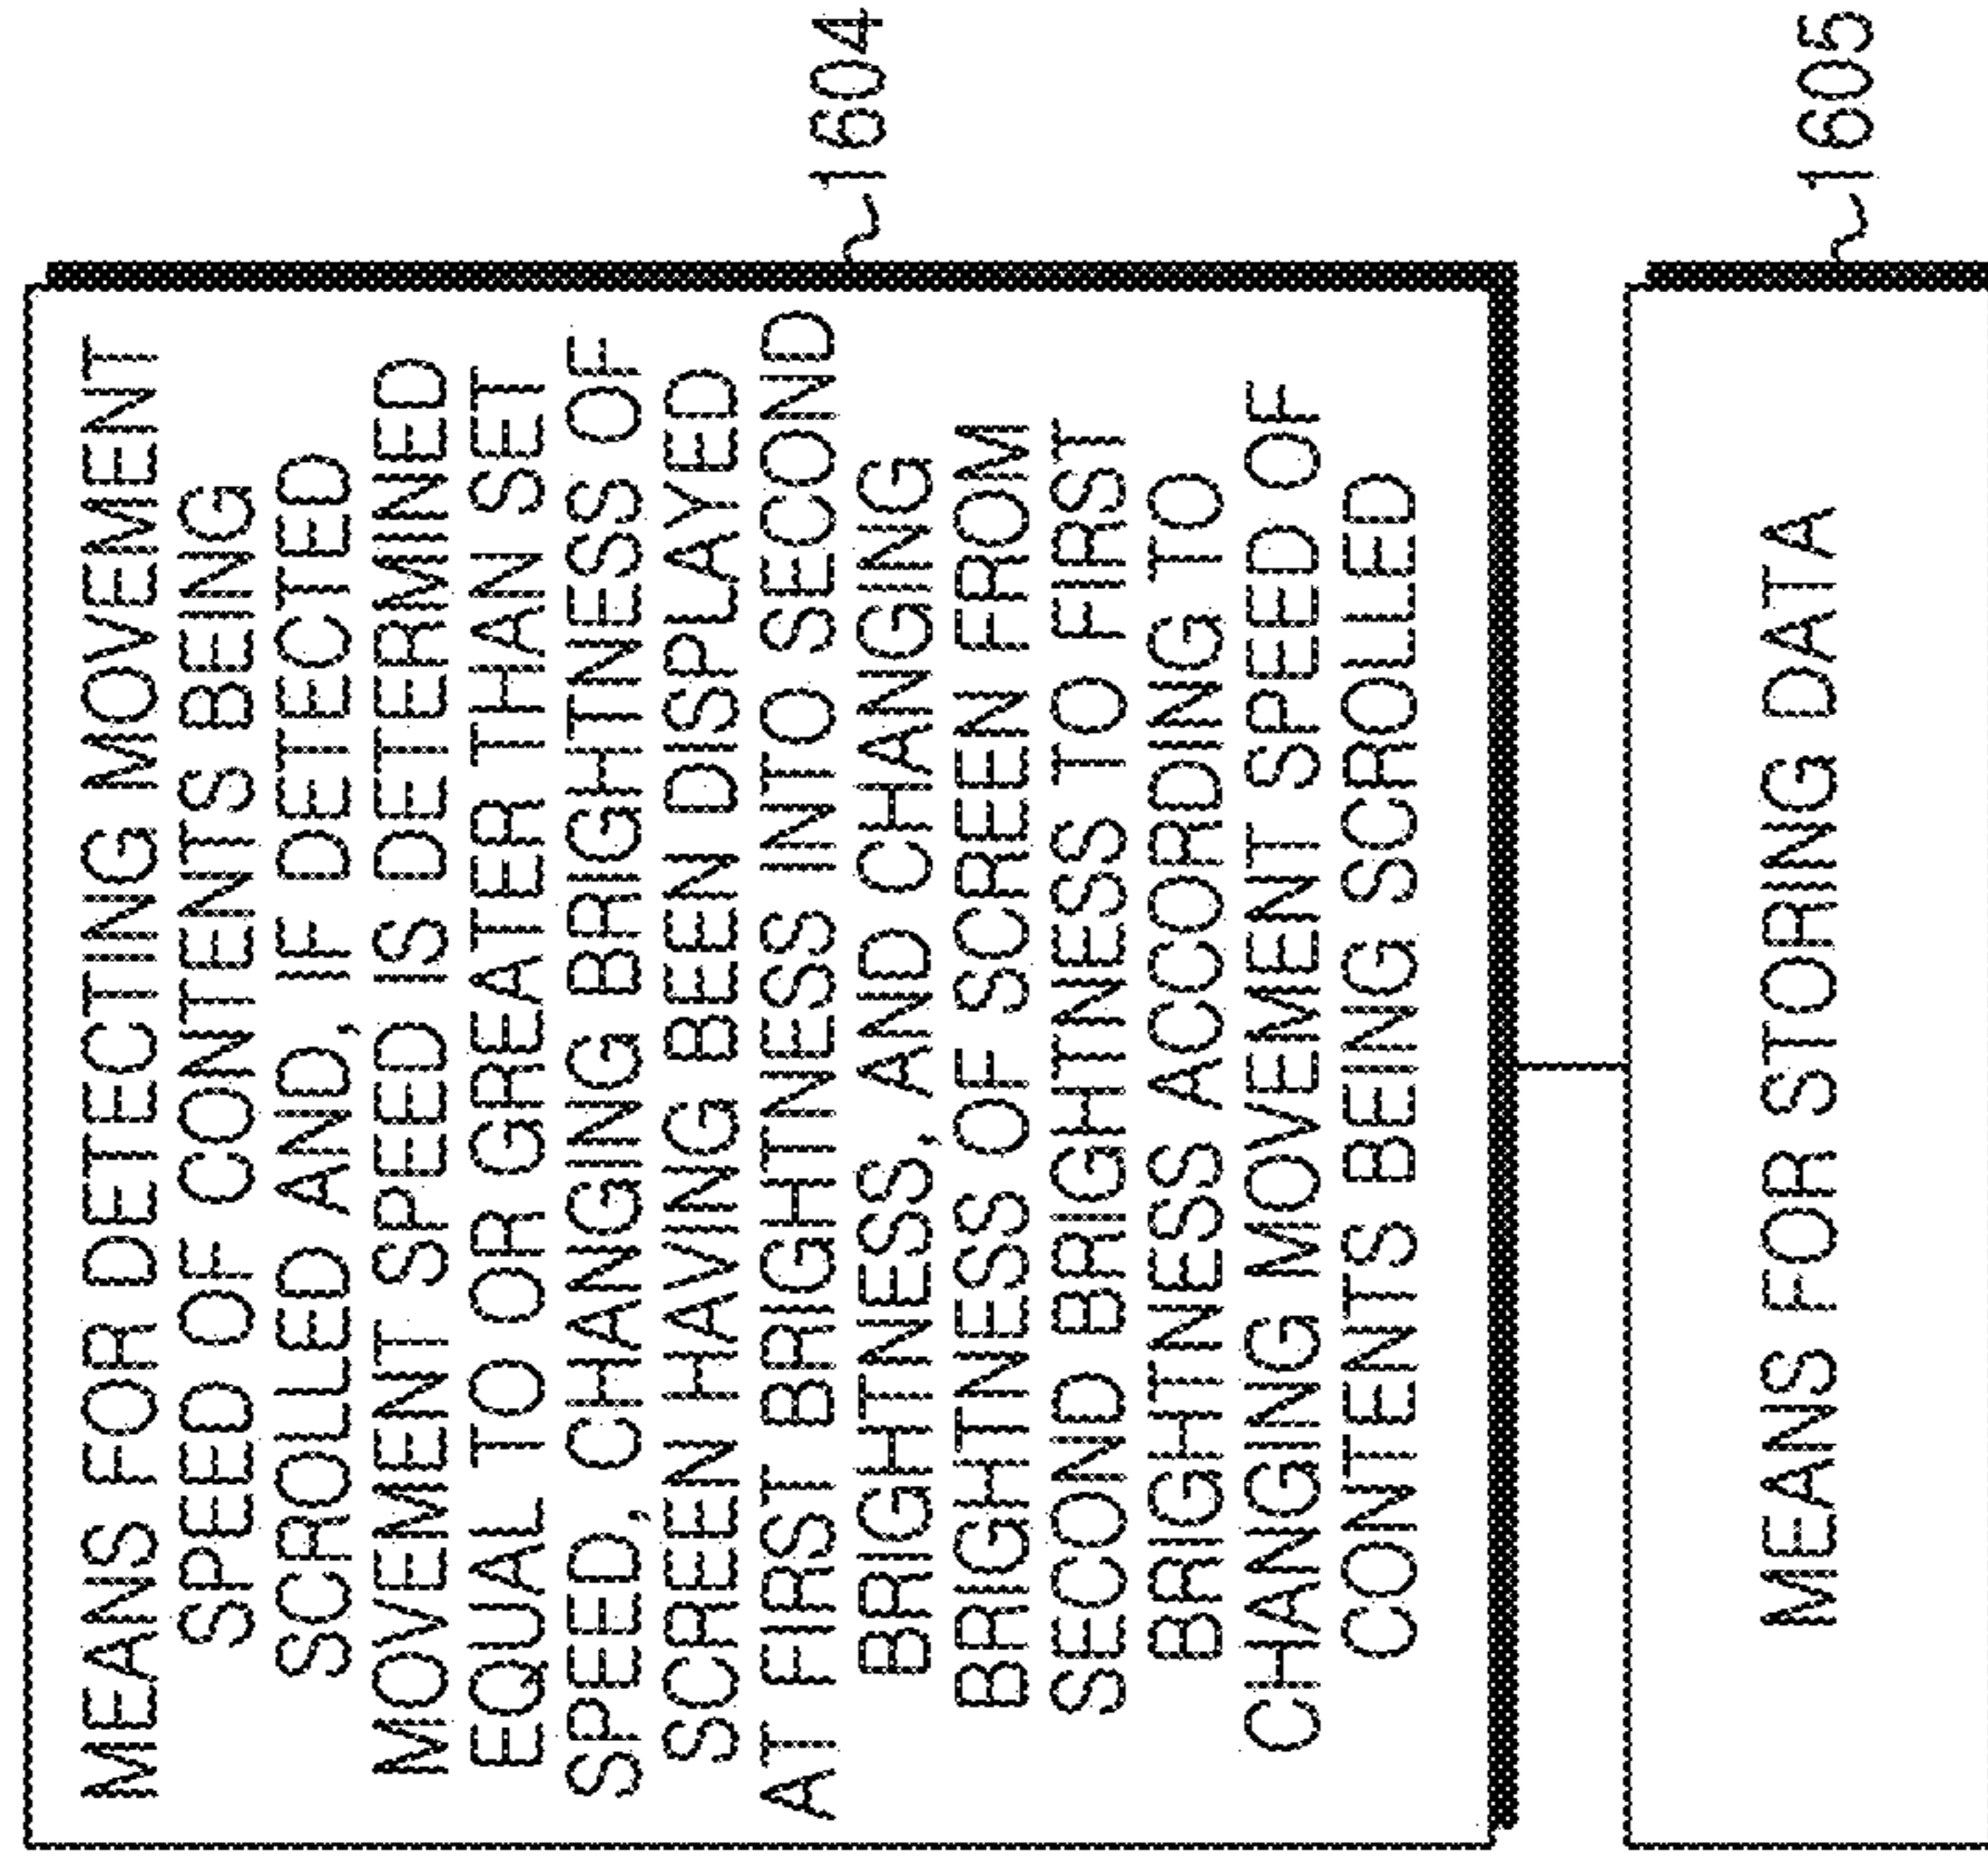 MEANS FOR DETECTING MOVEMENT
SPEED OF CONTENTS BEING
SCROLLED AND, IF DETECTED
MOVEMENT SPEED IS DETERMINED
EQUAL TO OR GREATER THAN SET
SPEED, CHANGING BRIGHTNESS OF
SCREEN HAVING BEEN DISPLAYED
AT FIRST BRIGHTNESS INTO SECOND
BRIGHTNESS, AND CHANGING
BRIGHTNESS OF SCREEN FROM
SECOND BRIGHTNESS TO FIRST
BRIGHTNESS ACCORDING TO
CHANGING MOVEMENT SPEED OF
CONTENTS BEING SCROLLED
1604
MEANS FOR STORING DATA
1605